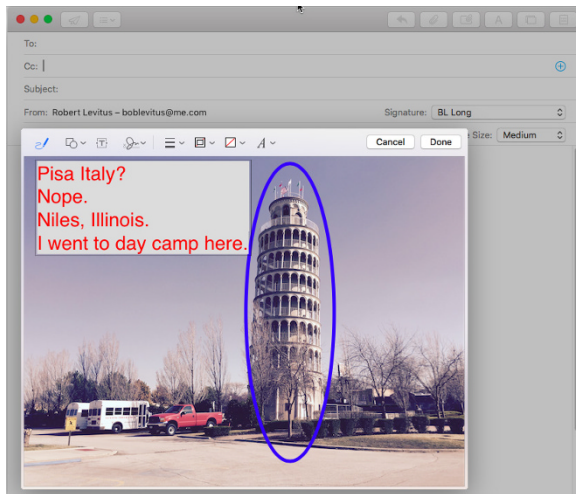 To:
Cc:
Subject:
From: Robert Levitus – boblevitus@me.com
Signature: BL Long
e Size: Medium
Cancel
Done
Pisa Italy?
Nope.
Niles, Illinois.
I went to day camp here.